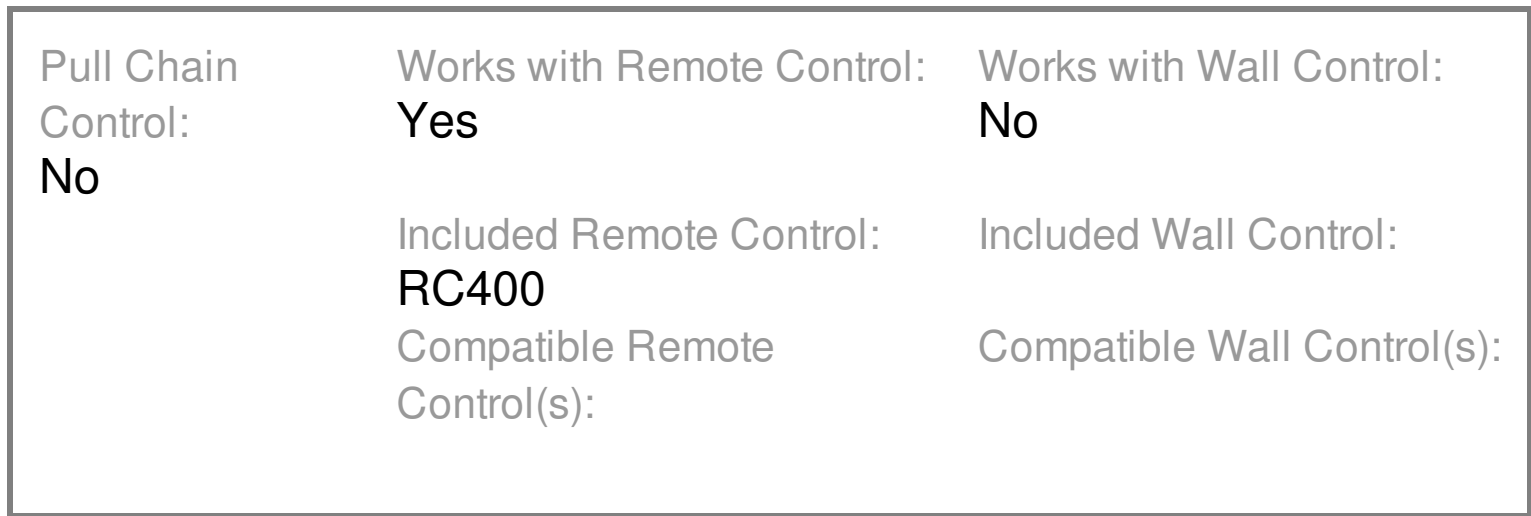 Pull Chain
Control:
No
Works with Remote Control:
Yes
Included Remote Control:
RC400
Compatible Remote
Control(s):
Works with Wall Control:
No
Included Wall Control:
Compatible Wall Control(s):